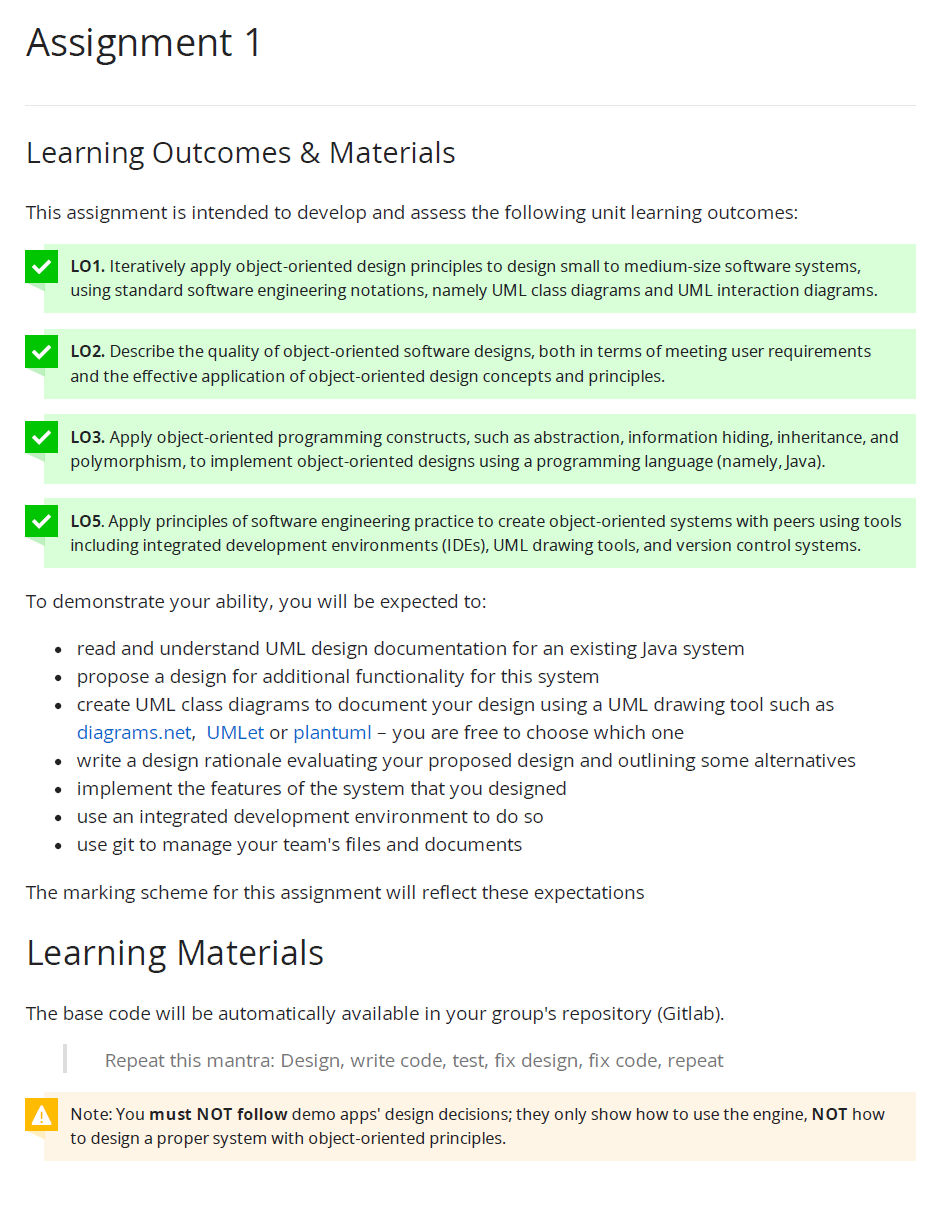 Assignment 1
Learning Outcomes & Materials
This assignment is intended to develop and assess the following unit learning outcomes:
LO1. Iteratively apply object-oriented design principles to design small to medium-size software systems,
using standard software engineering notations, namely UML class diagrams and UML interaction diagrams.
LO2. Describe the quality of object-oriented software designs, both in terms of meeting user requirements
and the effective application of object-oriented design concepts and principles.
LO3. Apply object-oriented programming constructs, such as abstraction, information hiding, inheritance, and
polymorphism, to implement object-oriented designs using a programming language (namely, Java).
LO5. Apply principles of software engineering practice to create object-oriented systems with peers using tools
including integrated development environments (IDEs), UML drawing tools, and version control systems.
To demonstrate your ability, you will be expected to:
• read and understand UML design documentation for an existing Java system
• propose a design for additional functionality for this system
• create UML class diagrams to document your design using a UML drawing tool such as
diagrams.net, UMLet or plantuml – you are free to choose which one
• write a design rationale evaluating your proposed design and outlining some alternatives
• implement the features of the system that you designed
• use an integrated development environment to do so
• use git to manage your team's files and documents
The marking scheme for this assignment will reflect these expectations
Learning Materials
The base code will be automatically available in your group's repository (Gitlab).
Repeat this mantra: Design, write code, test, fix design, fix code, repeat
Note: You must NOT follow demo apps' design decisions; they only show how to use the engine, NOT how
to design a proper system with object-oriented principles.